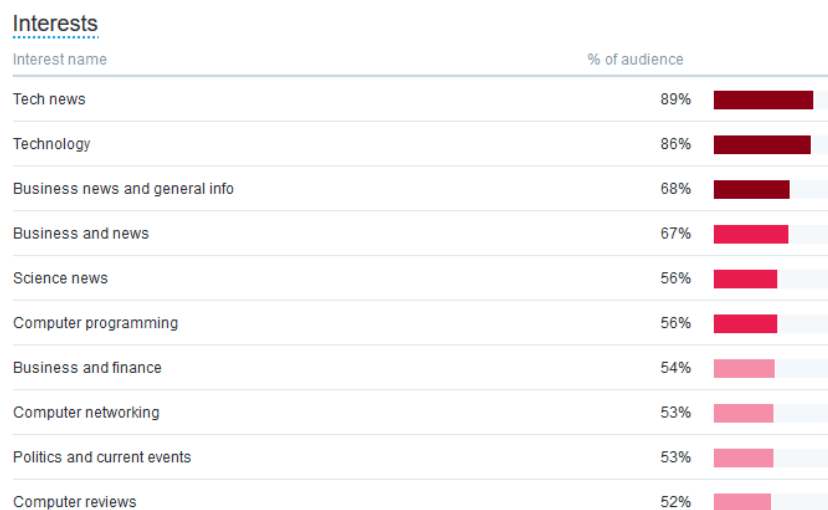 Interests
Interest name % of audience
Tech news 89%
Technology 86%
Business news and general info 68%
Business and news 67%
Science news 56%
Computer programming 56%
Business and finance 54%
Computer networking 53%
Politics and current events 53%
Computer reviews 52%